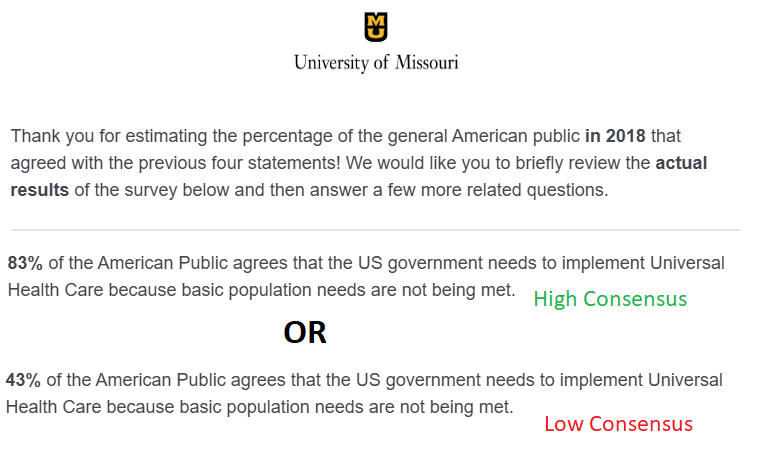 MU
University of Missouri
Thank you for estimating the percentage of the general American public in 2018 that
agreed with the previous four statements! We would like you to briefly review the actual
results of the survey below and then answer a few more related questions.
83% of the American Public agrees that the US government needs to implement Universal
Health Care because basic population needs are not being met.
High Consensus
OR
43% of the American Public agrees that the US government needs to implement Universal
Health Care because basic population needs are not being met.
Low Consensus